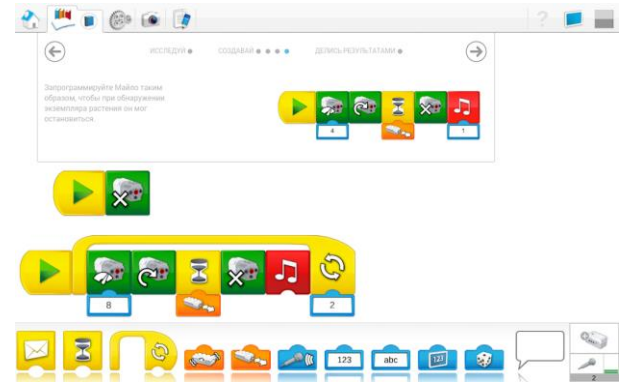 ?
ИССЛЕДУЙ СОЗДАВАЙ ДЕЛИСЬ РЕЗУЛЬТАТАМИ
Запрограммируйте Майло таким
образом, чтобы при обнаружении
экземпляра растения он мог
остановиться.
4 1
8 2
123 abc 123
2